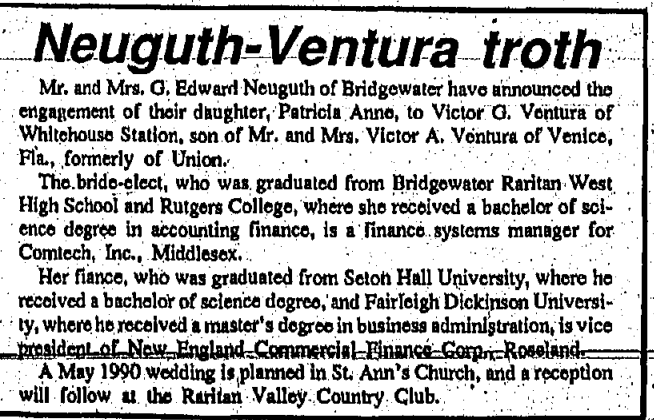 Neuguth-Ventura troth
Mr. and Mrs. G. Edward Neuguth of Bridgewater have announced the
engagement of their daughter, Patricia Anne, to Victor G. Ventura of
Whitehouse Station, son of Mr. and Mrs. Victor A. Ventura of Venice,
Fla., formerly of Union.
The bride-elect, who was graduated from Bridgewater Raritan West
High School and Rutgers College, where she received a bachelor of sci-
ence degree in accounting finance, is a finance systems manager for
Comtech, Inc., Middlesex.
Her fiance, who was graduated from Seton Hall University, where he
received a bachelor of science degree, and Fairleigh Dickinson Universi-
ty, where he received a master's degree in business administration, is vice
president of New England Commercial Finance Corp., Roseland.
A May 1990 wedding is planned in St. Ann's Church, and a reception
will follow at the Raritan Valley Country Club.